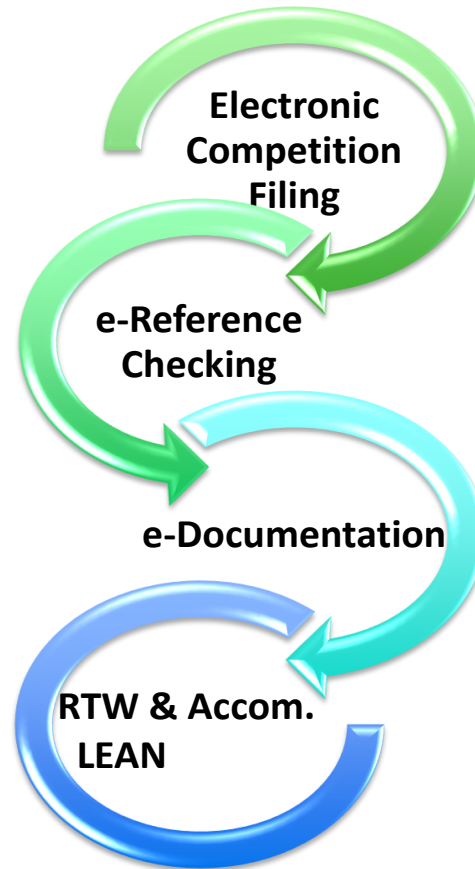 Electronic
Competition
Filing
e-Reference
Checking
e-Documentation
RTW & Accom.
LEAN